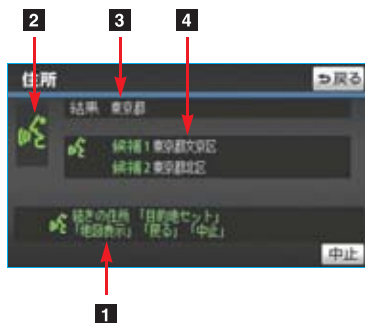 2 3 4
住所 戻る
結果 東京都
候補1東京都文京区
候補2東京都北区
続きの住所 「目的地セット」
「地図表示」「戻る」「中止」
中止
1